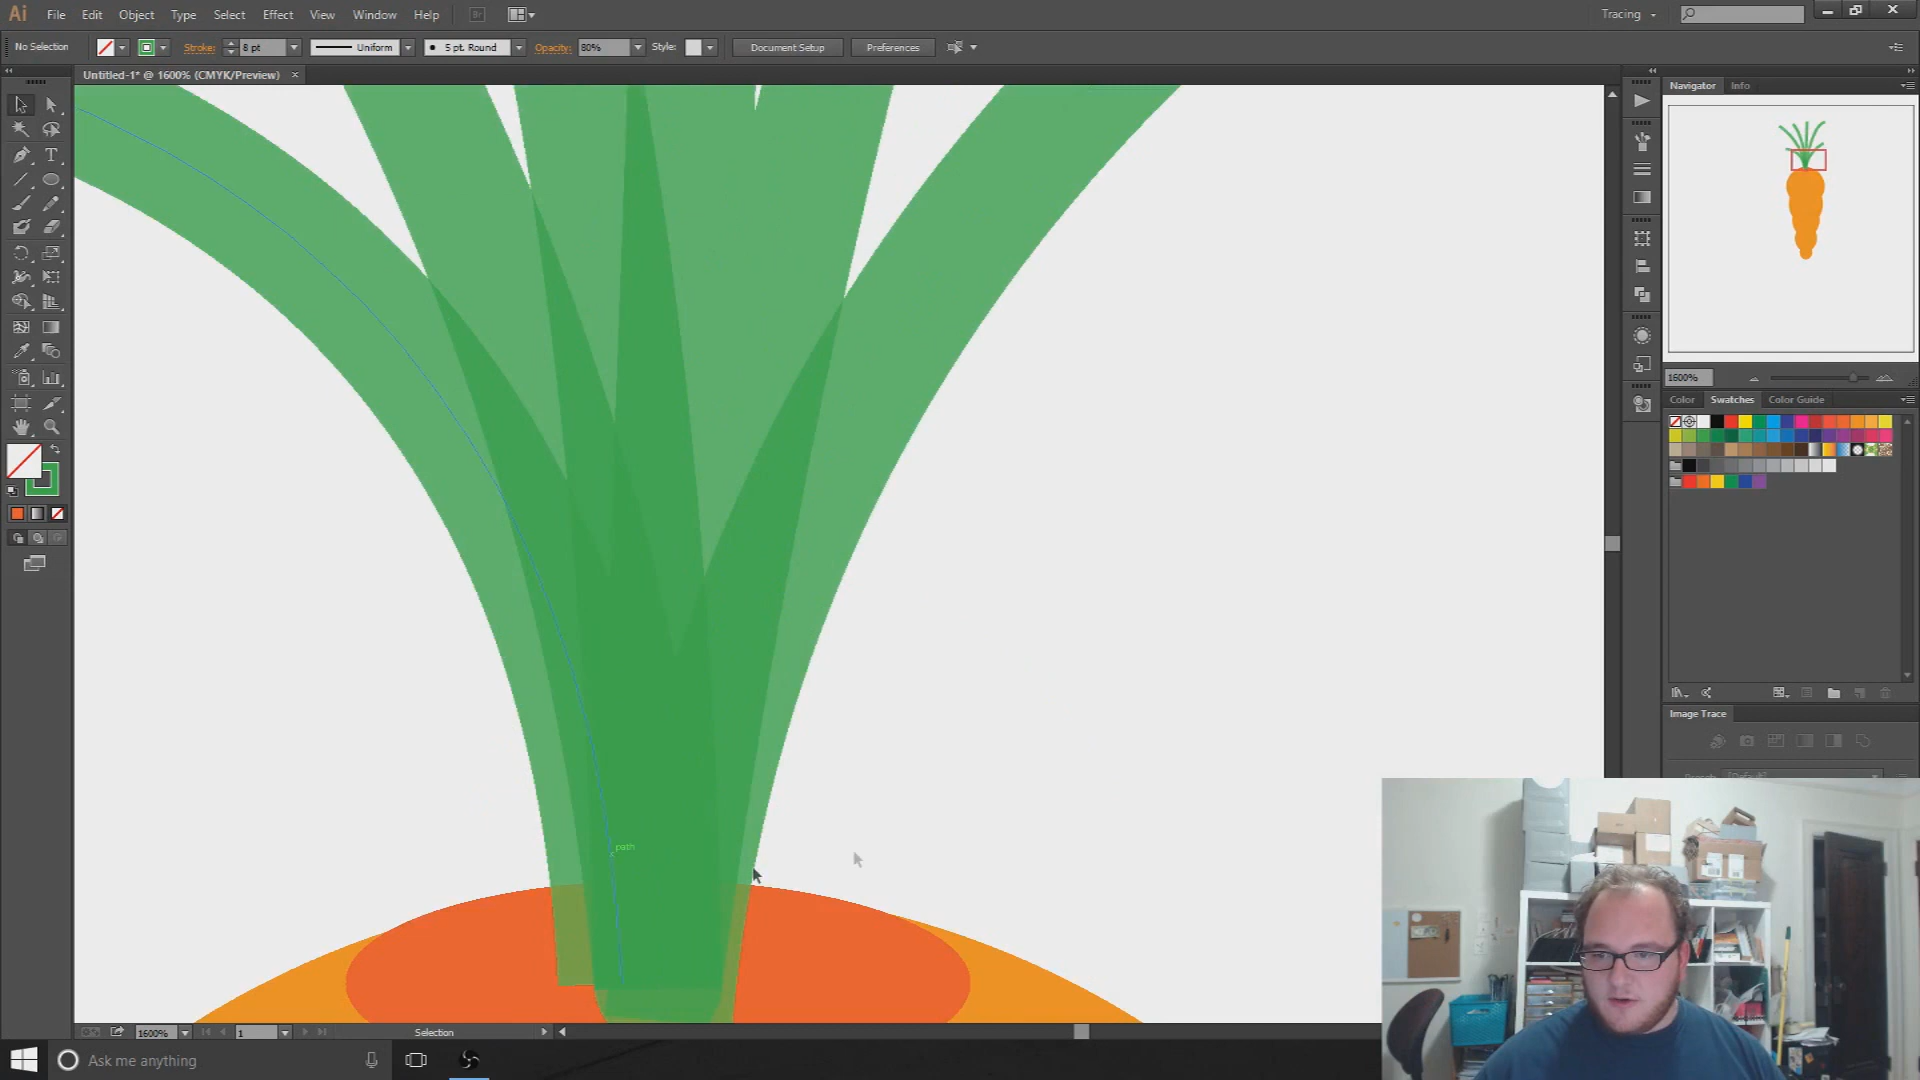 Ai File Edit Object Type Select Effect View Window Help Br Tracing
No Selection Stroke: 8 pt Uniform 5 pt. Round Opacity: 80% Style: Document Setup Preferences
Untitled-1* @ 1600% (CMYK/Preview)
Navigator Info
1600%
Color Swatches Color Guide
Image Trace
path
1600% 1 Selection
Ask me anything